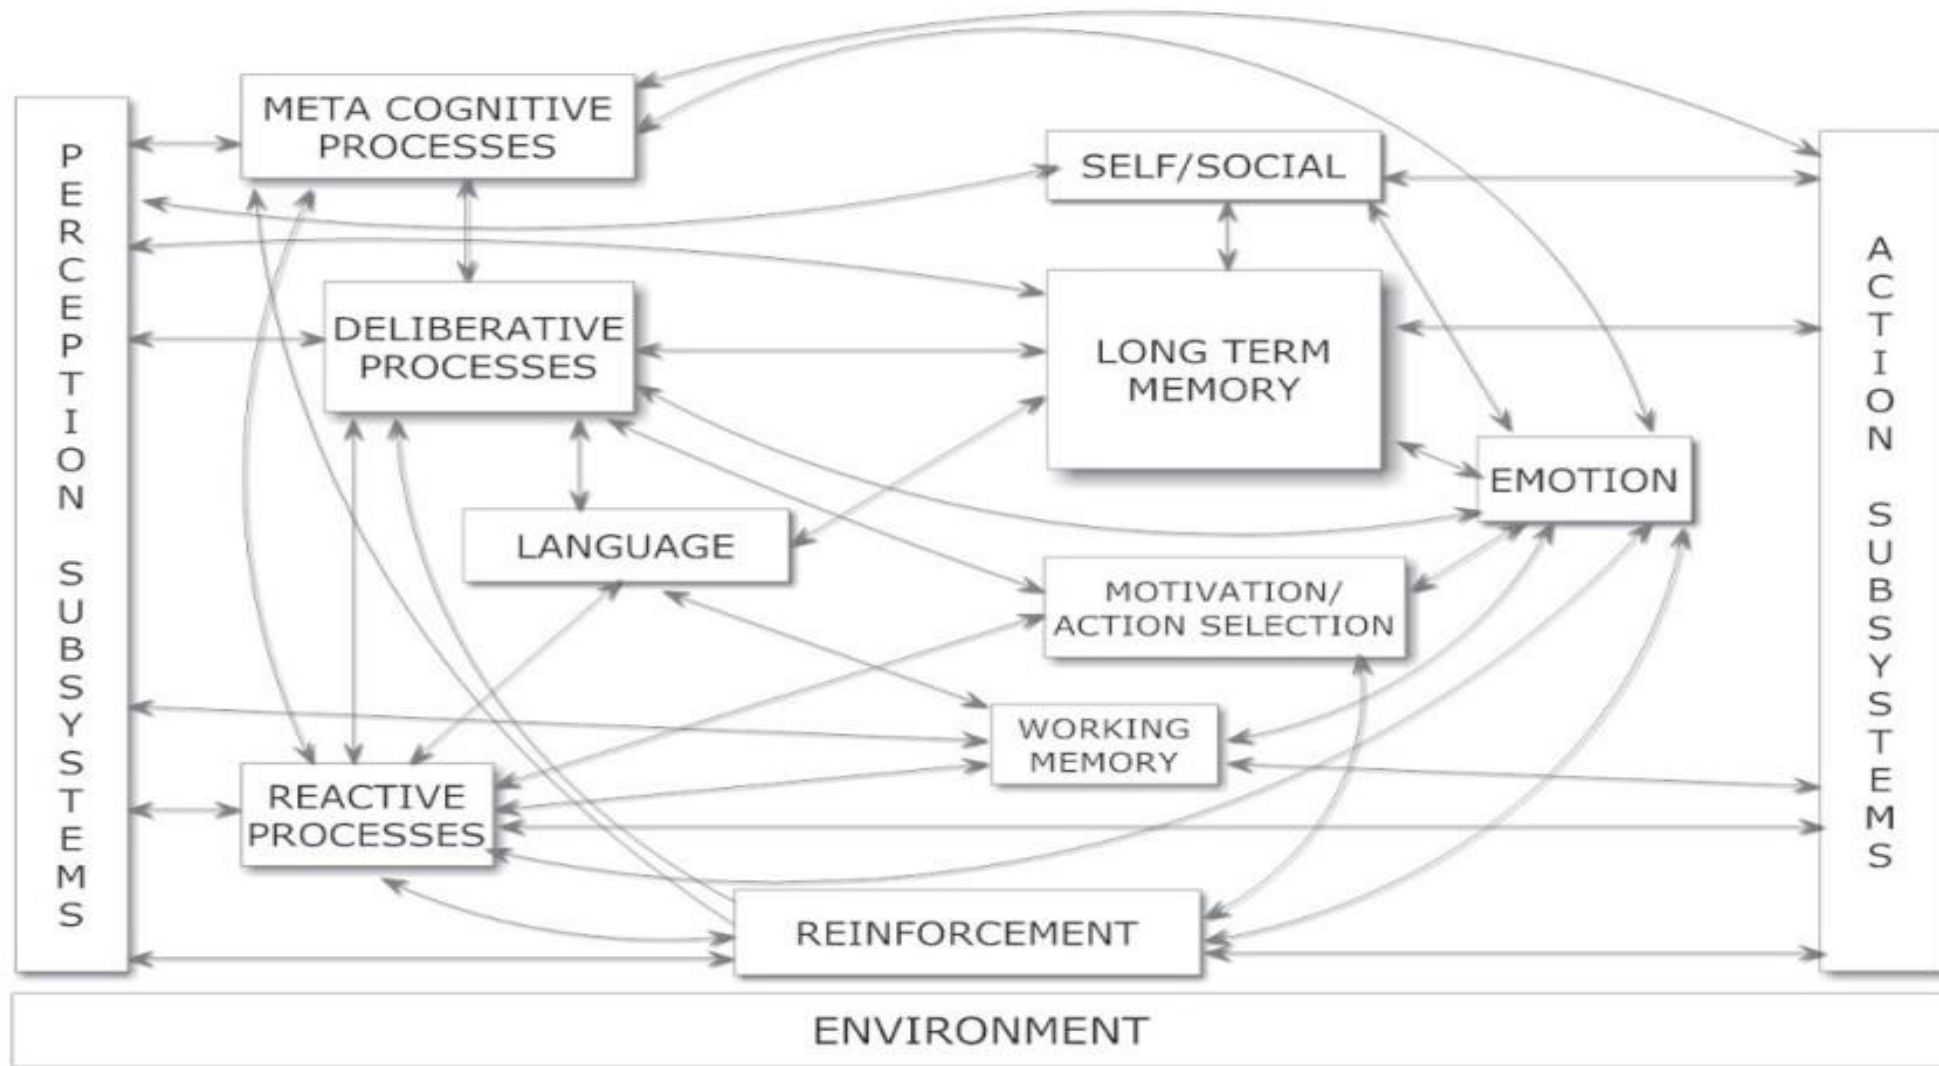 META COGNITIVE
PROCESSES
PERCEPTION SUBSYSTEMS
SELF/SOCIAL
ACTION SUBSYSTEMS
DELIBERATIVE
PROCESSES
LONG TERM
MEMORY
EMOTION
LANGUAGE
MOTIVATION/
ACTION SELECTION
WORKING
MEMORY
REACTIVE
PROCESSES
REINFORCEMENT
ENVIRONMENT